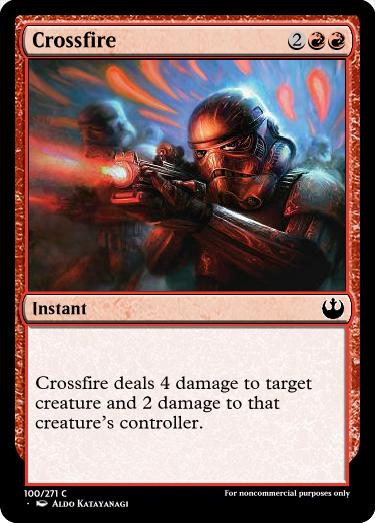 Crossfire 2
Instant
Crossfire deals 4 damage to target
creature and 2 damage to that
creature's controller.
100/271 C
For noncommercial purposes only
Aldo Katayanagi